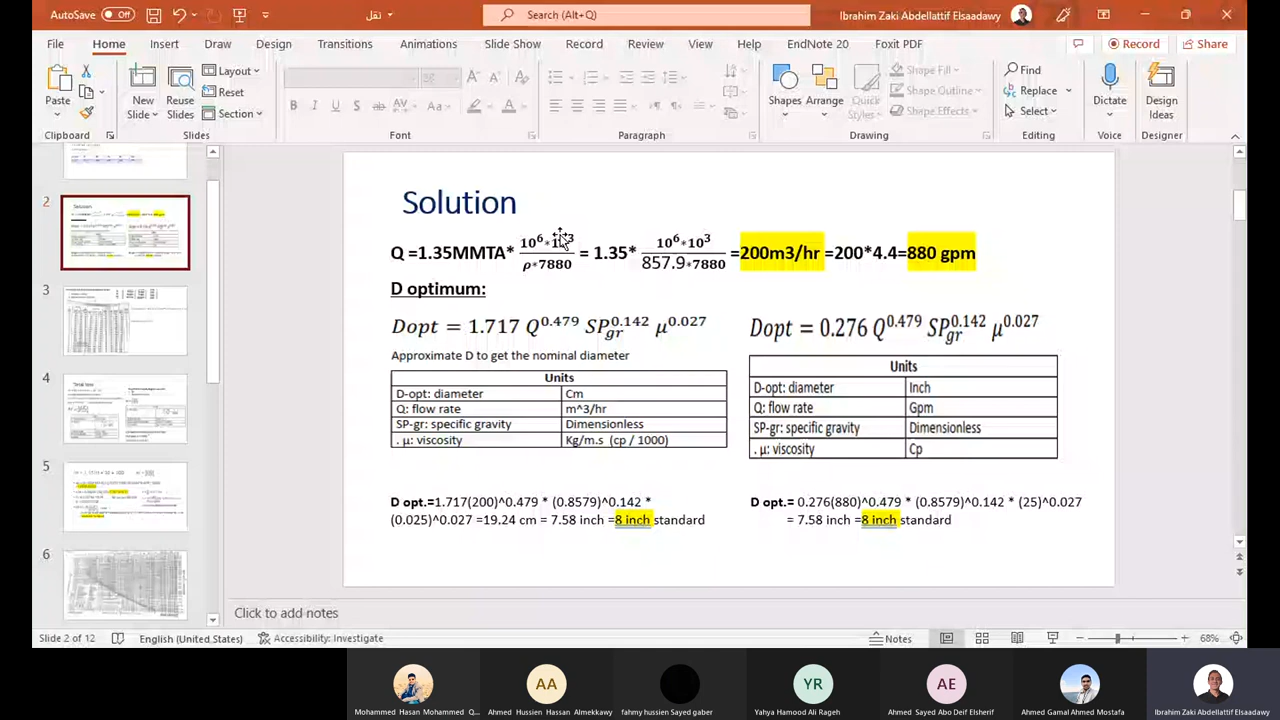 AutoSave Off نقل Search (Alt+Q) Ibrahim Zaki Abdellattif Elsaadawy
File Home Insert Draw Design Transitions Animations Slide Show Record Review View Help EndNote 20 Foxit PDF Record Share
Paste New Slide Reuse Slides Layout Reset Section Shapes Arrange Quick Styles Shape Fill Shape Outline Shape Effects Find Replace Select Dictate Design Ideas
Clipboard Slides Font Paragraph Drawing Editing Voice Designer
Solution
Q =1.35MMTA* 10^6*10^3 / ρ*7880 = 1.35* 10^6*10^3 / 857.9*7880 =200m3/hr =200*4.4=880 gpm
D optimum:
Dopt = 1.717 Q^0.479 SP_gr^0.142 μ^0.027
Approximate D to get the nominal diameter
Units
D-opt: diameter Cm
Q: flow rate m^3/hr
SP-gr: specific gravity Dimensionless
. μ: viscosity Kg/m.s (cp / 1000)
D opt.=1.717(200)^0.479 * (0.8579)^0.142 *
(0.025)^0.027 =19.24 cm = 7.58 inch =8 inch standard
Dopt = 0.276 Q^0.479 SP_gr^0.142 μ^0.027
Units
D-opt: diameter Inch
Q: flow rate Gpm
SP-gr: specific gravity Dimensionless
. μ: viscosity Cp
D opt.= 0.276(880)^0.479 * (0.8579)^0.142 * (25)^0.027
= 7.58 inch =8 inch standard
2
3
4
5
6
Click to add notes
Slide 2 of 12 English (United States) Accessibility: Investigate Notes 68%
AA YR AE
Mohammed Hasan Mohammed Q... Ahmed Hussien Hassan Almekkawy fahmy hussien Sayed gaber Yahya Hamood Ali Rageh Ahmed Sayed Abo Deif Elsherif Ahmed Gamal Ahmed Mostafa Ibrahim Zaki Abdellattif Elsaadawy